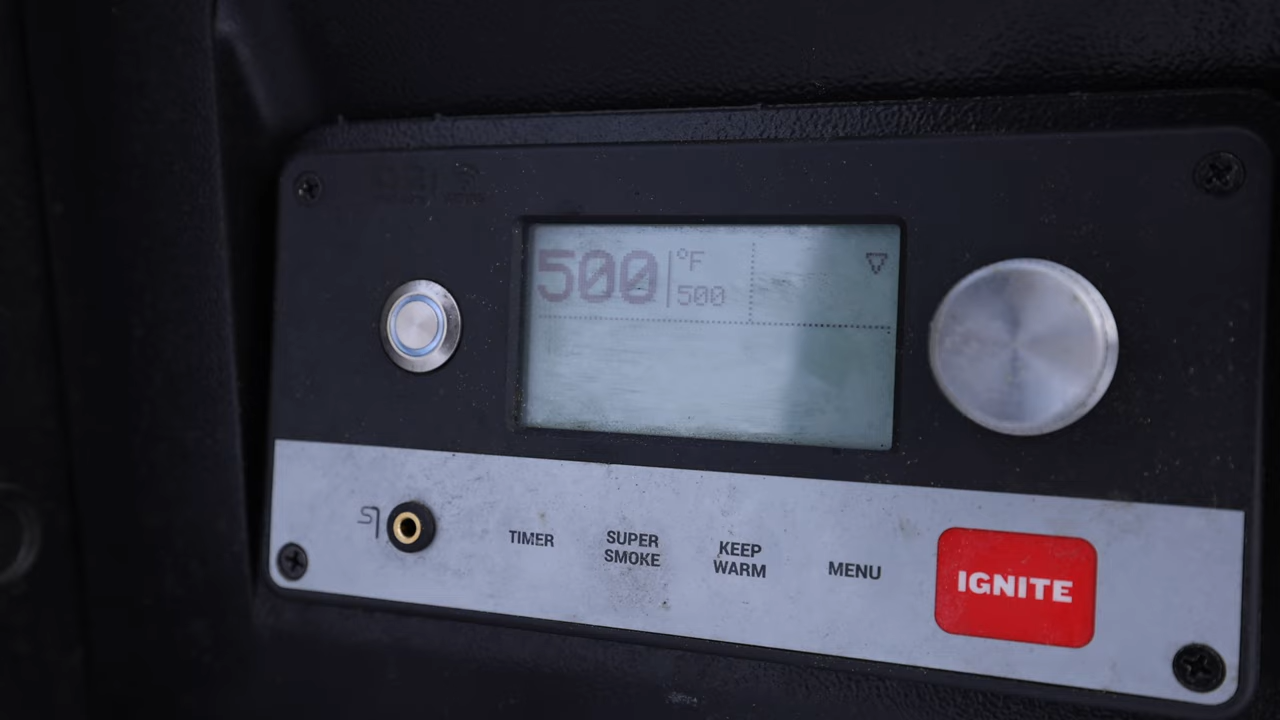 500 °F
500
TIMER
SUPER
SMOKE
KEEP
WARM
MENU
IGNITE